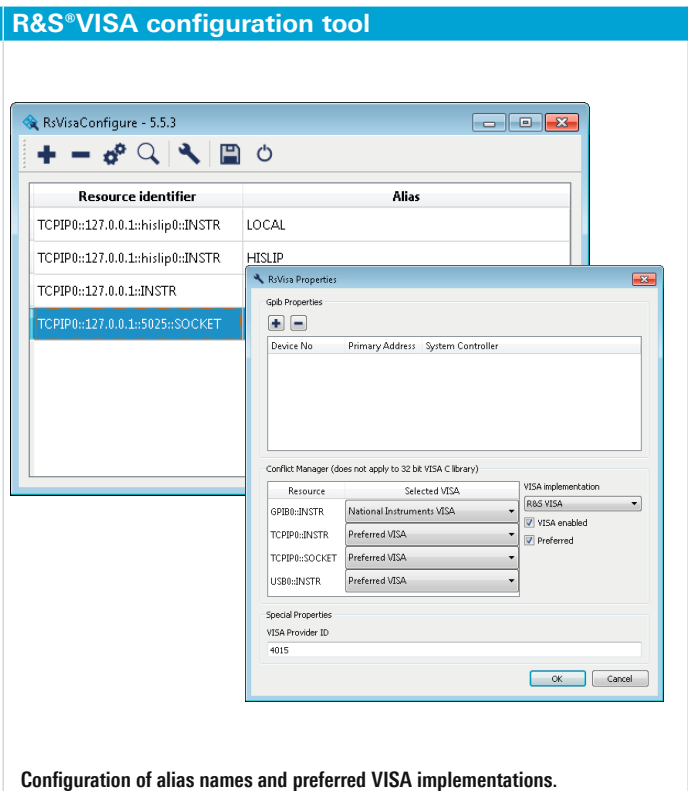 R&S®VISA configuration tool
RsVisaConfigure - 5.5.3
Resource identifier Alias
TCPIP0::127.0.0.1::hislip0::INSTR LOCAL
TCPIP0::127.0.0.1::hislip0::INSTR HISLIP
TCPIP0::127.0.0.1::INSTR
TCPIP0::127.0.0.1::5025::SOCKET
RsVisa Properties
Gpib Properties
Device No Primary Address System Controller
Conflict Manager (does not apply to 32 bit VISA C library)
Resource Selected VISA
GPIB0::INSTR National Instruments VISA
TCPIP0::INSTR Preferred VISA
TCPIP0::SOCKET Preferred VISA
USB0::INSTR Preferred VISA
VISA implementation
R&S VISA
VISA enabled
Preferred
Special Properties
VISA Provider ID
4015
OK Cancel
Configuration of alias names and preferred VISA implementations.